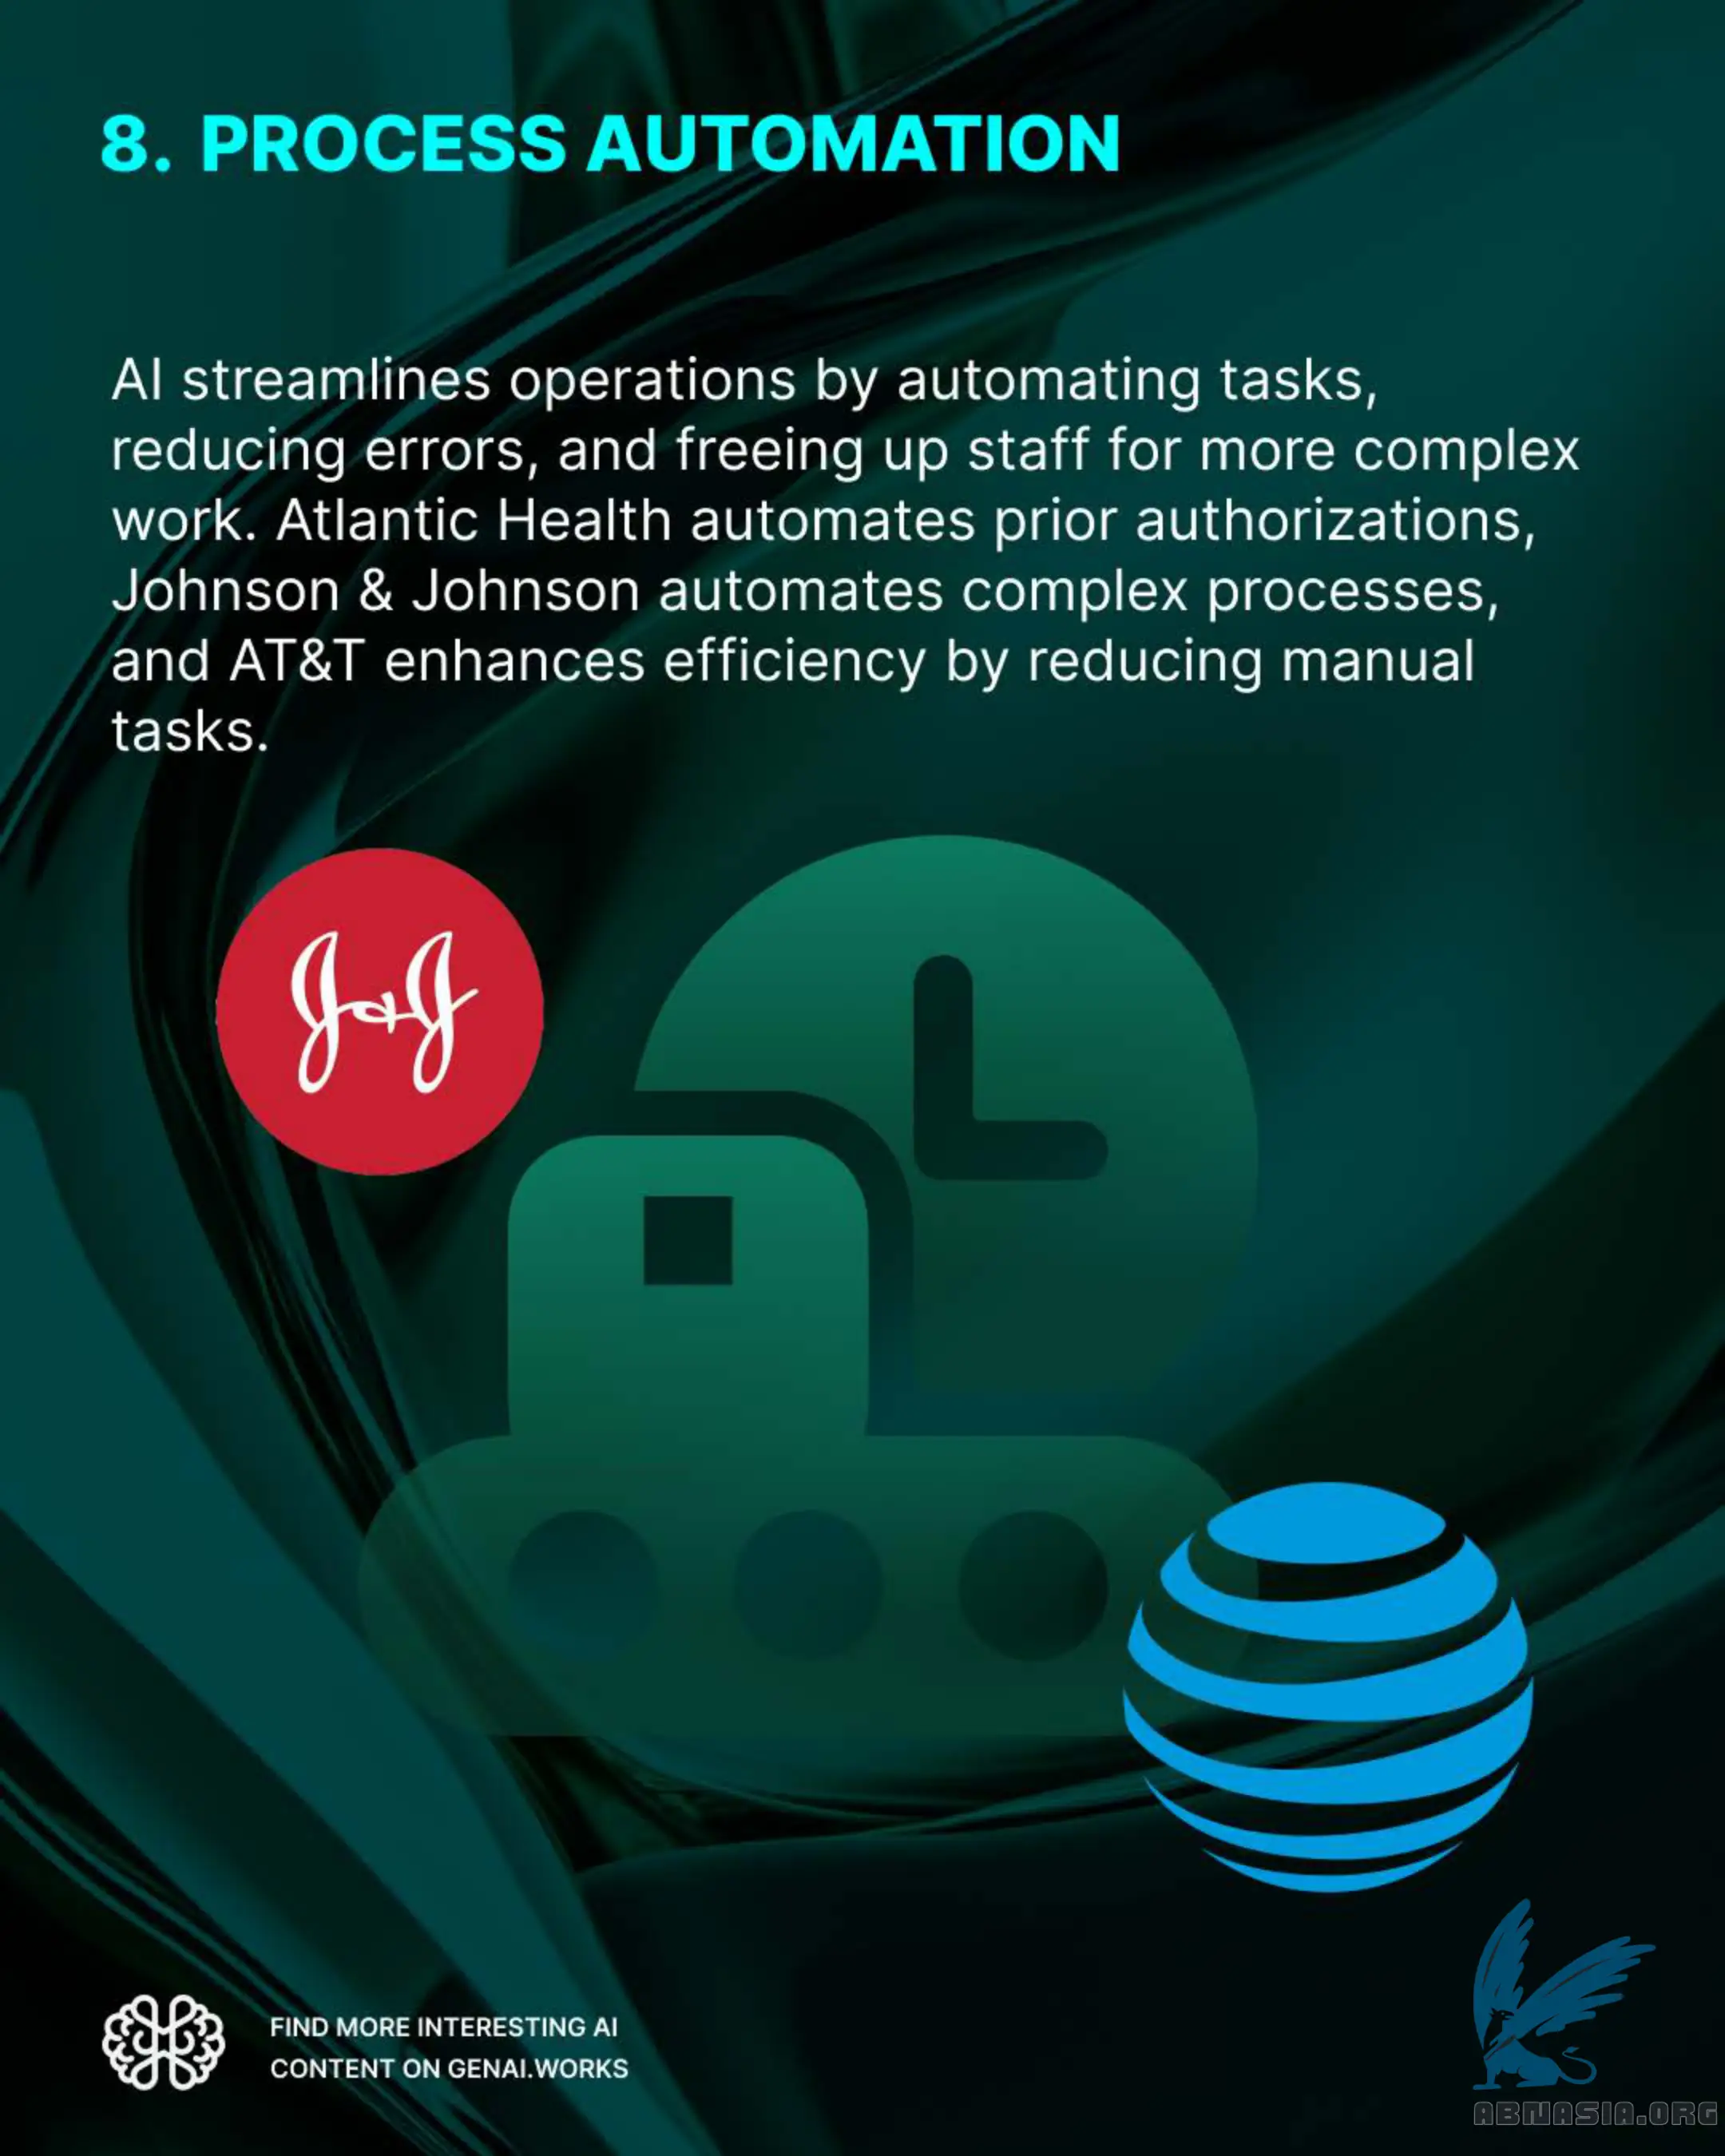 8. PROCESS AUTOMATION
AI streamlines operations by automating tasks,
reducing errors, and freeing up staff for more complex
work. Atlantic Health automates prior authorizations,
Johnson & Johnson automates complex processes,
and AT&T enhances efficiency by reducing manual
tasks.
J&J
FIND MORE INTERESTING AI
CONTENT ON GENAI.WORKS
ABNASIA.ORG